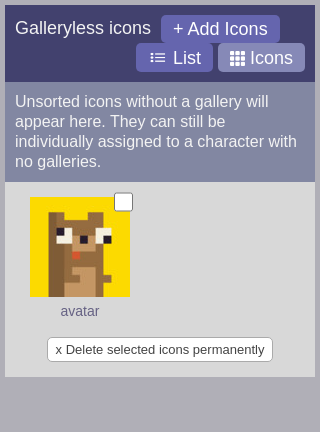 Galleryless icons + Add Icons
List Icons
Unsorted icons without a gallery will
appear here. They can still be
individually assigned to a character with
no galleries.
avatar
x Delete selected icons permanently